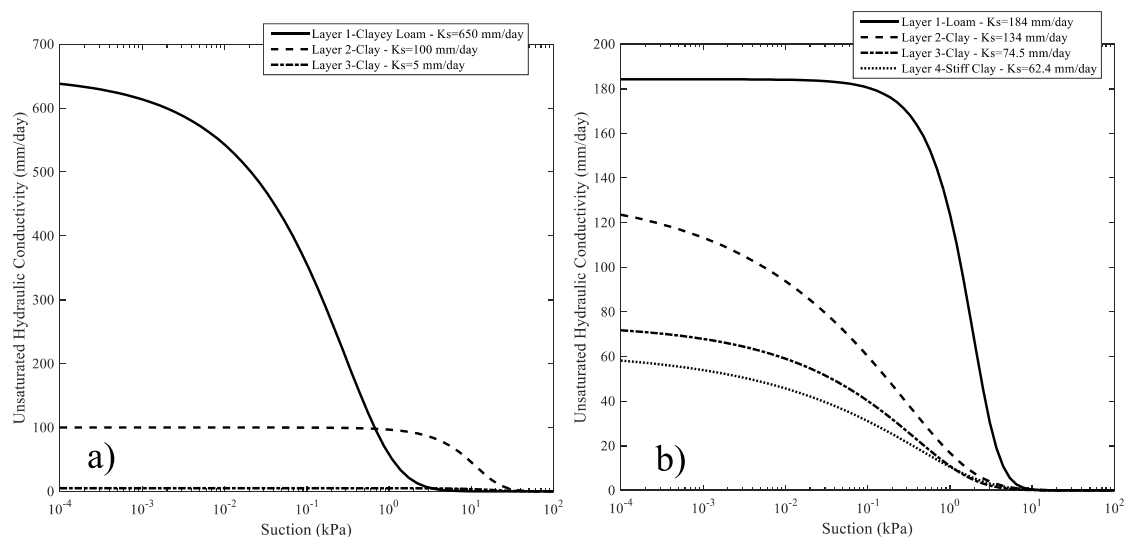 Layer 1-Clayey Loam - Ks=650 mm/day
Layer 2-Clay - Ks=100 mm/day
Layer 3-Clay - Ks=5 mm/day
700
600
500
400
300
200
100
0
Unsaturated Hydraulic Conductivity (mm/day)
a)
10^-4
10^-3
10^-2
10^-1
10^0
10^1
10^2
Suction (kPa)
Layer 1-Loam - Ks=184 mm/day
Layer 2-Clay - Ks=134 mm/day
Layer 3-Clay - Ks=74.5 mm/day
Layer 4-Stiff Clay - Ks=62.4 mm/day
200
180
160
140
120
100
80
60
40
20
0
Unsaturated Hydraulic Conductivity (mm/day)
b)
10^-4
10^-3
10^-2
10^-1
10^0
10^1
10^2
Suction (kPa)